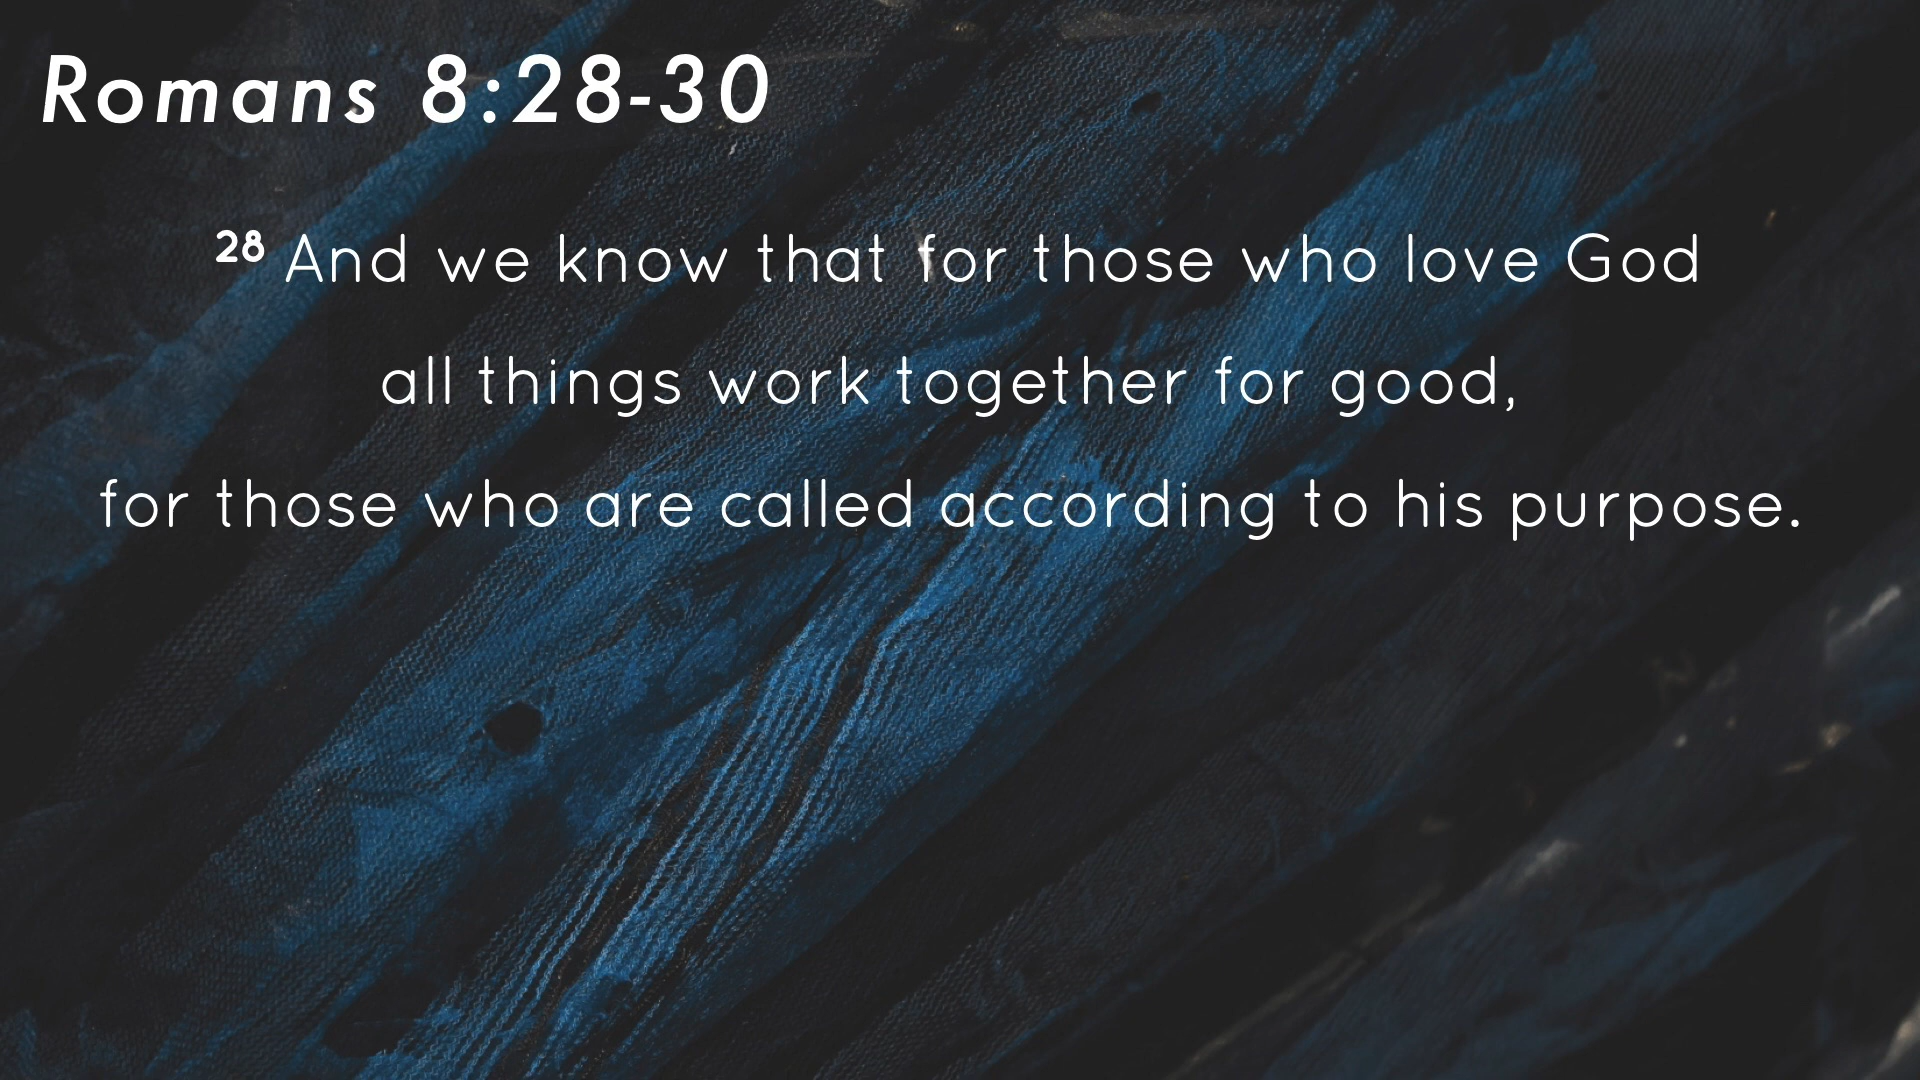 Romans 8:28-30
28 And we know that for those who love God
all things work together for good,
for those who are called according to his purpose.